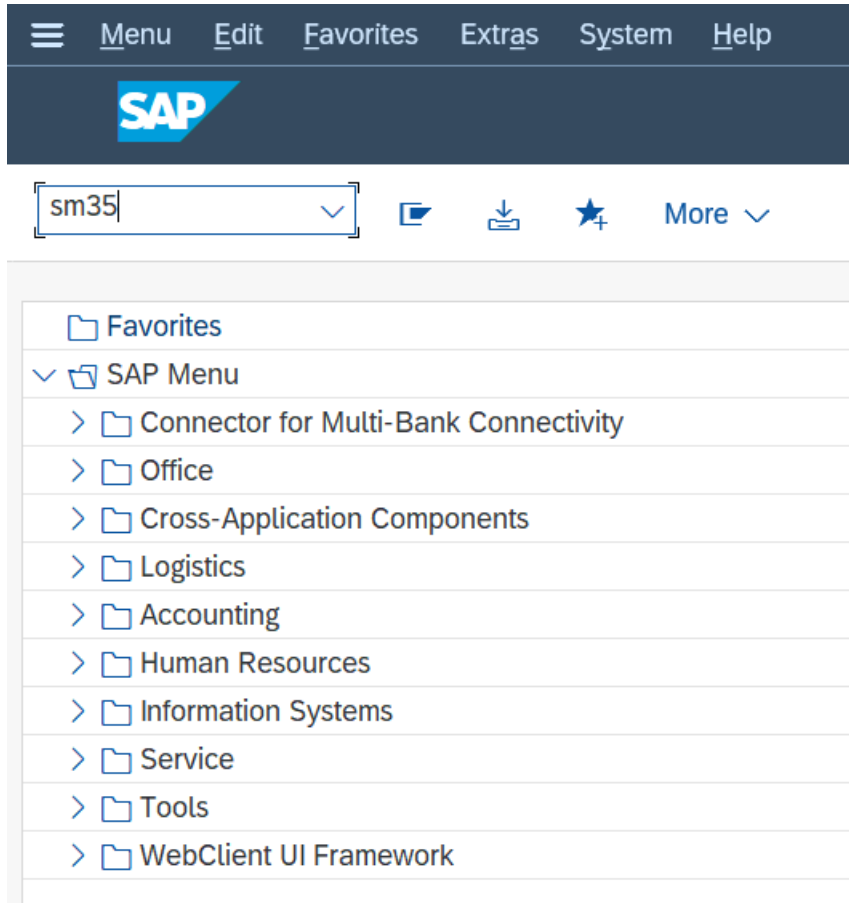 Menu Edit Favorites Extras System Help
SAP
sm35 More
Favorites
SAP Menu
Connector for Multi-Bank Connectivity
Office
Cross-Application Components
Logistics
Accounting
Human Resources
Information Systems
Service
Tools
WebClient UI Framework